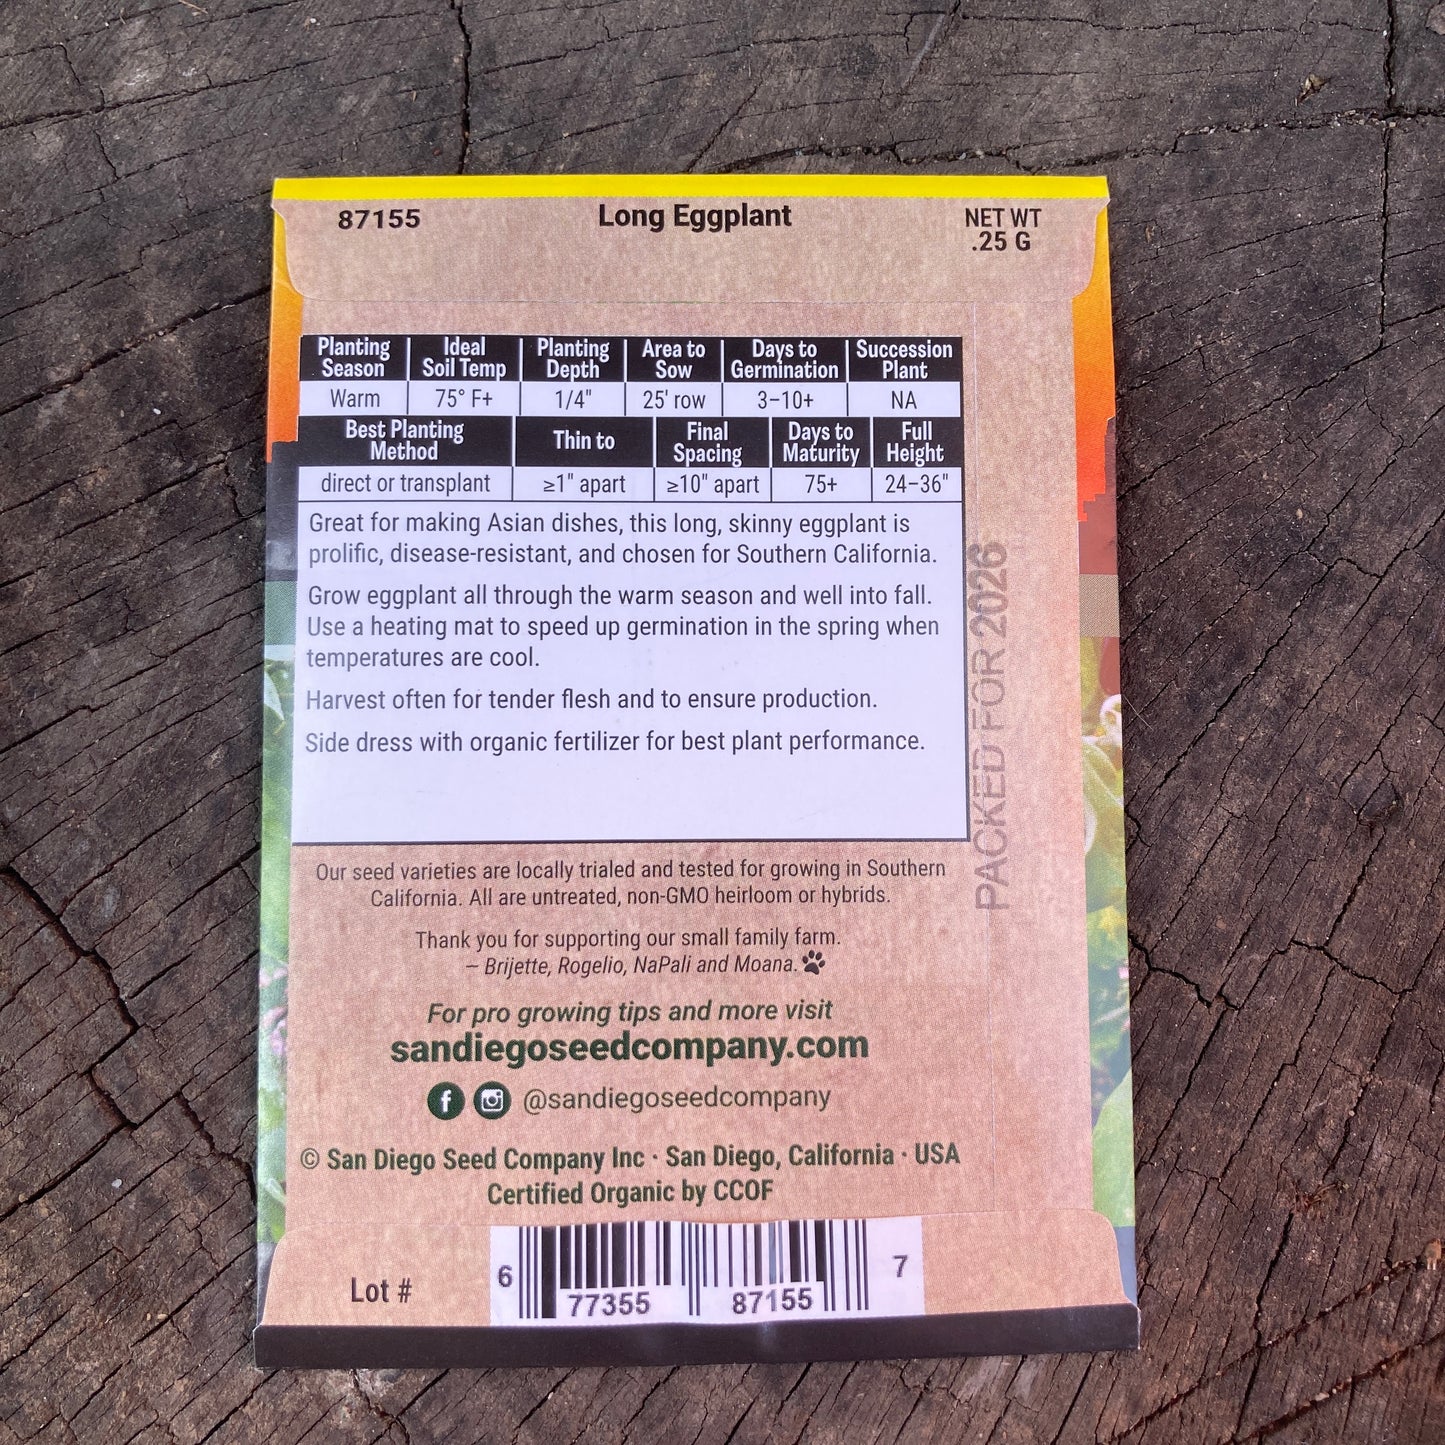 87155 Long Eggplant NET WT
.25 G
Planting Season Ideal Soil Temp Planting Depth Area to Sow Days to Germination Succession Plant
Warm 75° F+ 1/4" 25' row 3–10+ NA
Best Planting Method Thin to Final Spacing Days to Maturity Full Height
direct or transplant ≥1" apart ≥10" apart 75+ 24–36"
Great for making Asian dishes, this long, skinny eggplant is
prolific, disease-resistant, and chosen for Southern California.
Grow eggplant all through the warm season and well into fall.
Use a heating mat to speed up germination in the spring when
temperatures are cool.
Harvest often for tender flesh and to ensure production.
Side dress with organic fertilizer for best plant performance.
PACKED FOR 2026
Our seed varieties are locally trialed and tested for growing in Southern
California. All are untreated, non-GMO heirloom or hybrids.
Thank you for supporting our small family farm.
– Brijette, Rogelio, NaPali and Moana.
For pro growing tips and more visit
sandiegoseedcompany.com
@sandiegoseedcompany
© San Diego Seed Company Inc · San Diego, California · USA
Certified Organic by CCOF
Lot #
6 77355 87155 7